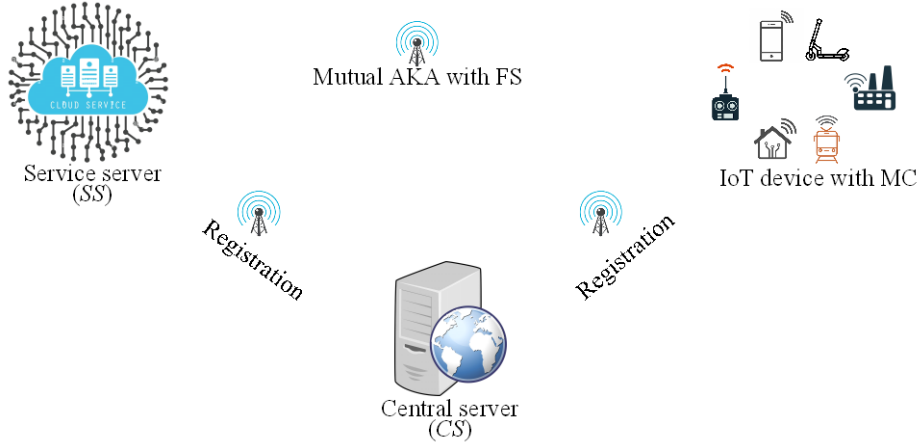 CLOUD SERVICE
Mutual AKA with FS
Service server
(SS)
IoT device with MC
Registration
Registration
Central server
(CS)